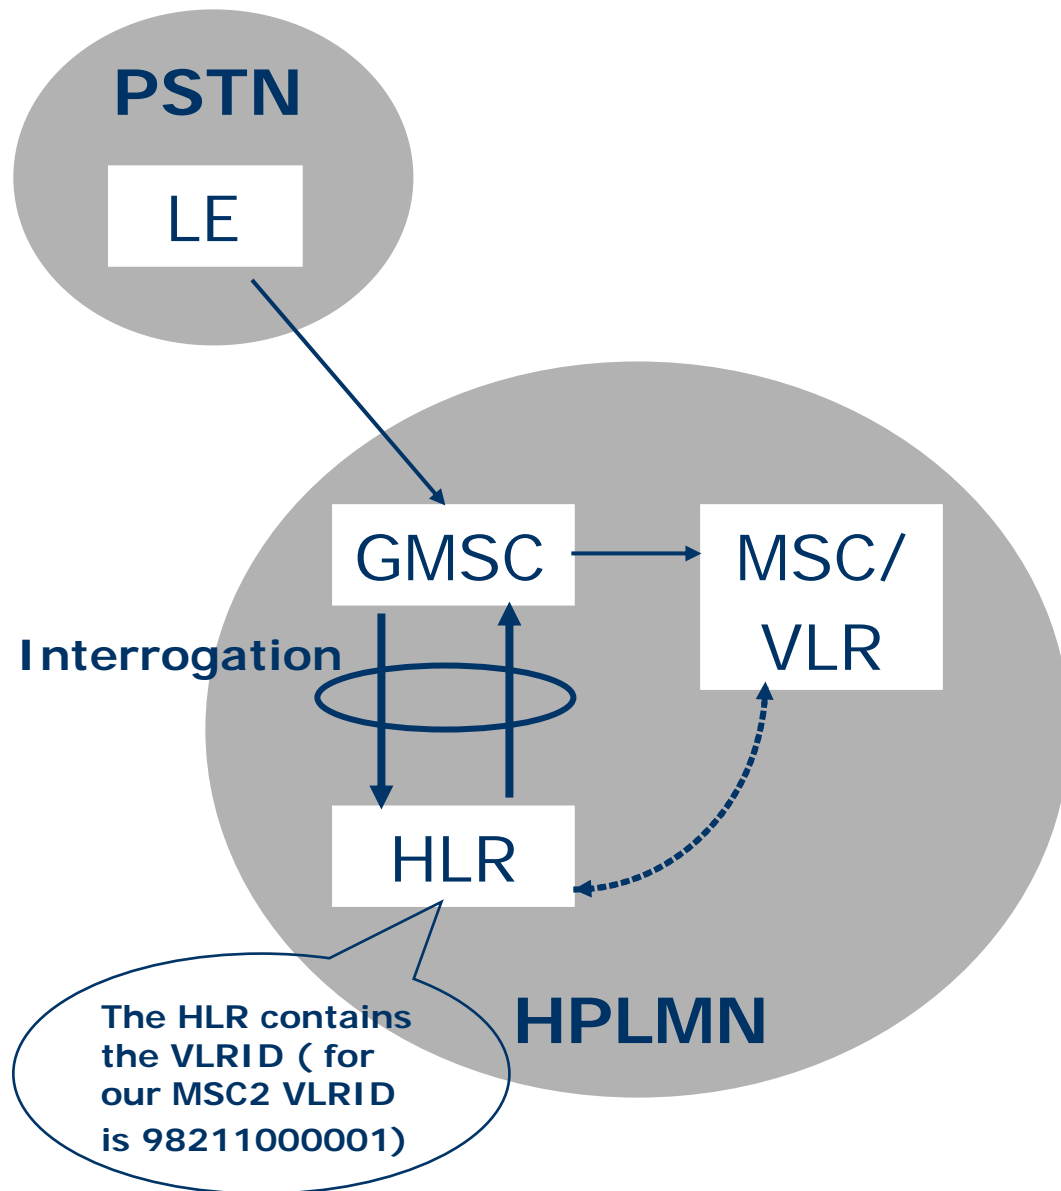 PSTN
LE
GMSC
MSC/
VLR
Interrogation
HLR
HPLMN
The HLR contains
the VLRID ( for
our MSC2 VLRID
is 98211000001)